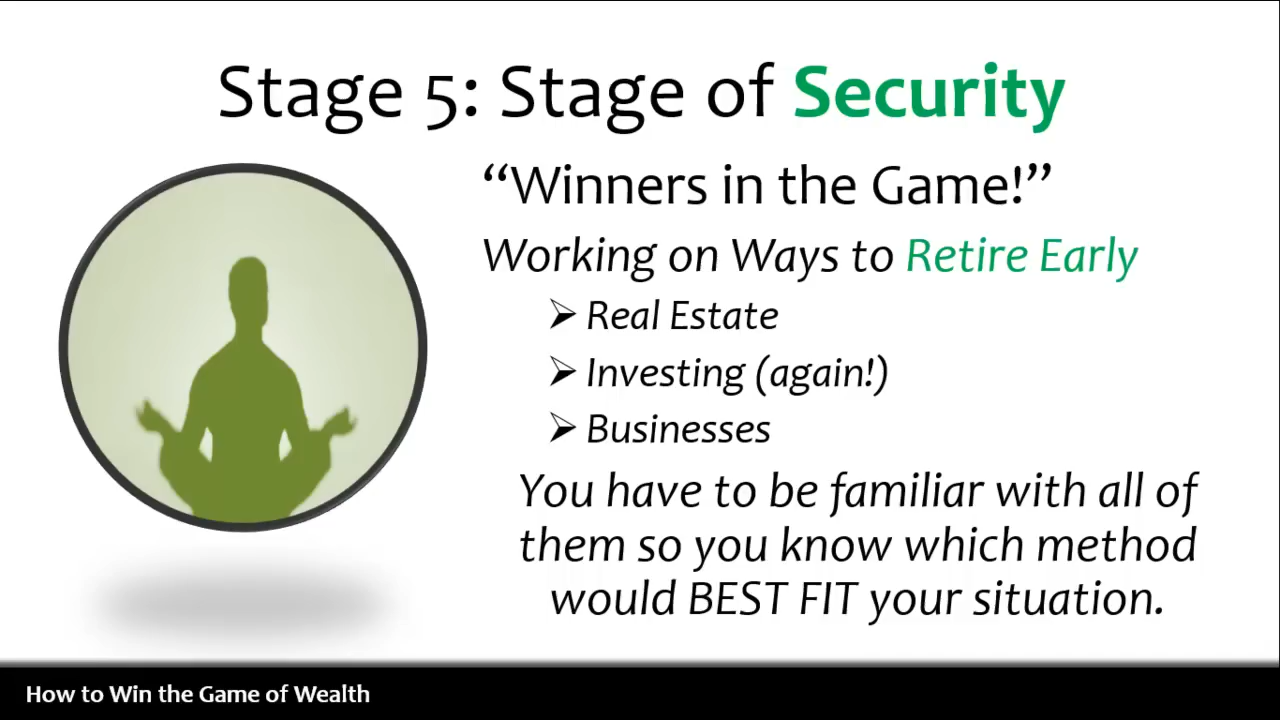 Stage 5: Stage of Security
“Winners in the Game!”
Working on Ways to Retire Early
➢ Real Estate
➢ Investing (again!)
➢ Businesses
You have to be familiar with all of
them so you know which method
would BEST FIT your situation.
How to Win the Game of Wealth